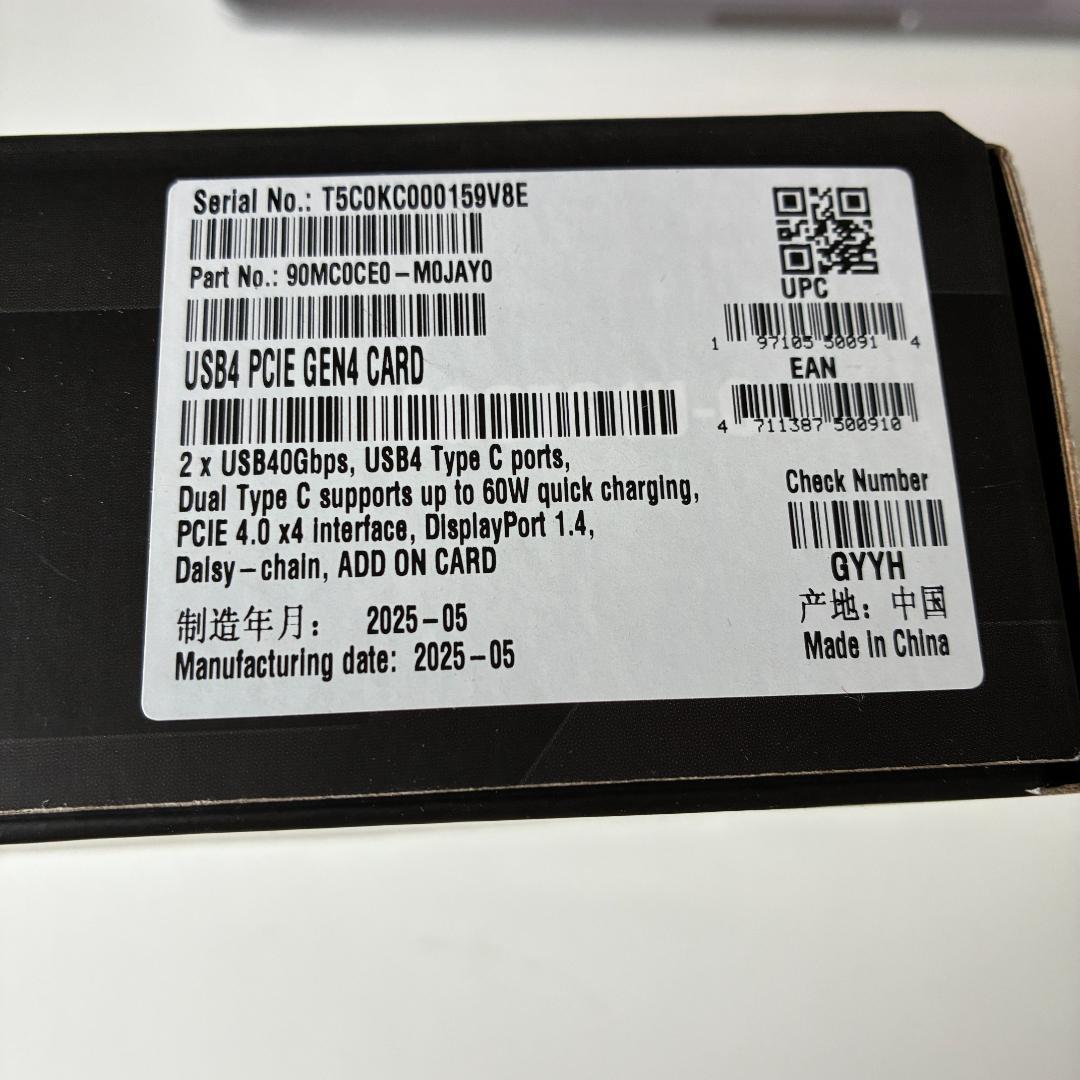 Serial No.: T5C0KC000159V8E
Part No.: 90MC0CE0-M0JAY0
USB4 PCIE GEN4 CARD
2 x USB40Gbps, USB4 Type C ports,
Dual Type C supports up to 60W quick charging,
PCIE 4.0 x4 interface, DisplayPort 1.4,
Daisy-chain, ADD ON CARD
制造年月: 2025-05
Manufacturing date: 2025-05
UPC
1 97105 50091 4
EAN
4 711387 500910
Check Number
GYYH
产地: 中国
Made in China